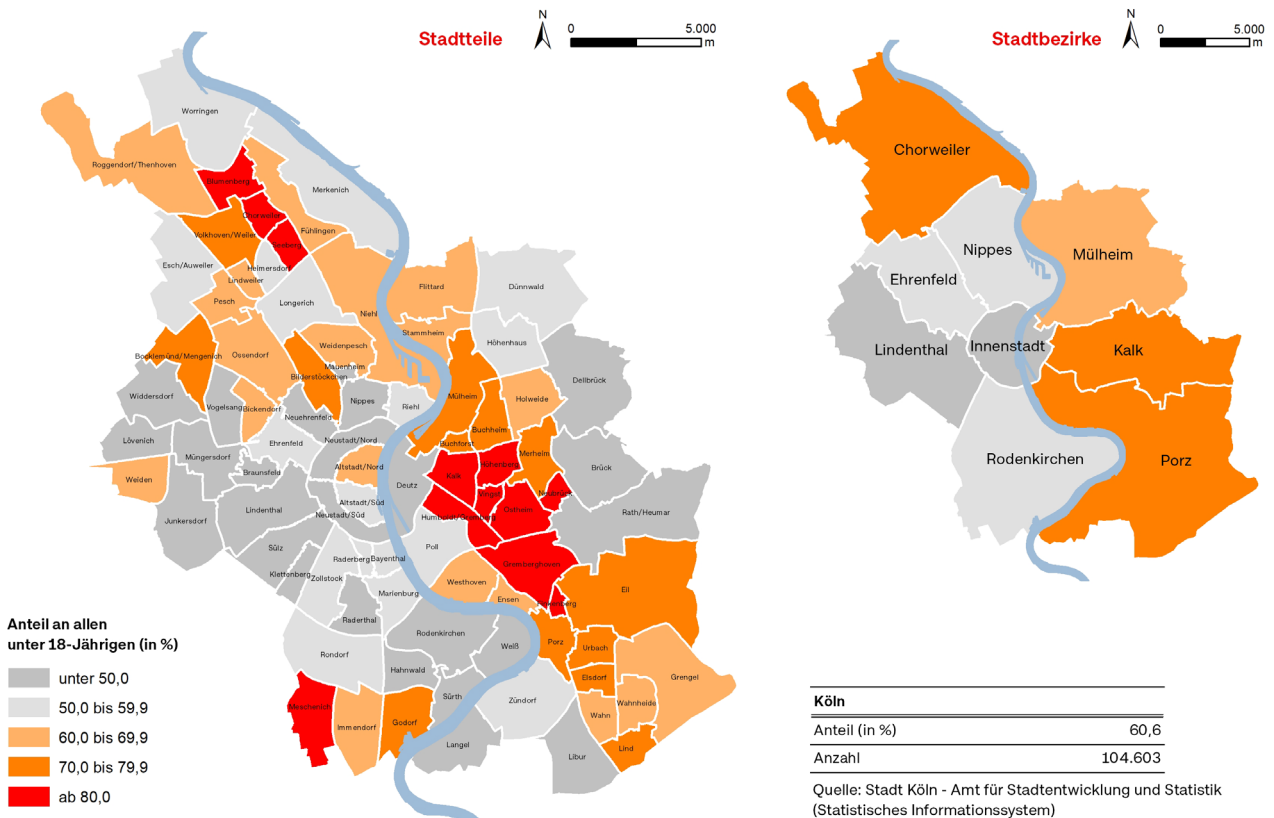 Stadtteile
N
0 5.000
m
Stadtbezirke
N
0 5.000
m
Worringen
Roggendorf/Thenhoven
Blumenberg
Merkenich
Chorweiler
Volkhoven/Weiler
Fühlingen
Seeberg
Esch/Auweiler
Heimersdorf
Lindweiler
Pesch
Longerich
Niehl
Flittard
Dünnwald
Stammheim
Höhenhaus
Weidenpesch
Bocklemünd/Mengenich
Ossendorf
Mauenheim
Bilderstöckchen
Dellbrück
Widdersdorf
Vogelsang
Bickendorf
Nippes
Riehl
Mülheim
Holweide
Neuehrenfeld
Buchheim
Lövenich
Ehrenfeld
Neustadt/Nord
Buchforst
Müngersdorf
Merheim
Altstadt/Nord
Höhenberg
Brück
Weiden
Braunsfeld
Deutz
Kalk
Neubrück
Vingst
Altstadt/Süd
Lindenthal
Neustadt/Süd
Humboldt/Gremberg
Ostheim
Rath/Heumar
Junkersdorf
Sülz
Poll
Raderberg
Bayenthal
Klettenberg
Zollstock
Gremberghoven
Westhoven
Marienburg
Eil
Ensen
Finkenberg
Raderthal
Rodenkirchen
Weiß
Porz
Urbach
Rondorf
Hahnwald
Elsdorf
Grengel
Sürth
Zündorf
Meschenich
Immendorf
Godorf
Wahn
Wahnheide
Langel
Lind
Libur
Chorweiler
Nippes
Mülheim
Ehrenfeld
Lindenthal
Innenstadt
Kalk
Rodenkirchen
Porz
Anteil an allen
unter 18-Jährigen (in %)
unter 50,0
50,0 bis 59,9
60,0 bis 69,9
70,0 bis 79,9
ab 80,0
Köln
Anteil (in %) 60,6
Anzahl 104.603
Quelle: Stadt Köln - Amt für Stadtentwicklung und Statistik
(Statistisches Informationssystem)